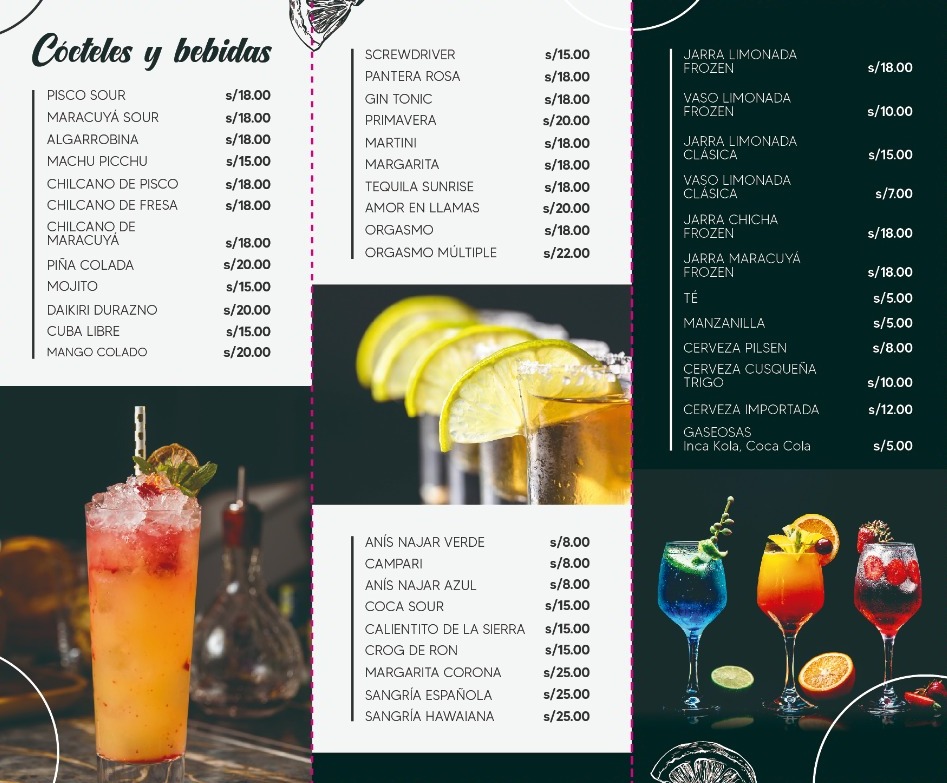 Cócteles y bebidas
PISCO SOUR s/18.00
MARACUYÁ SOUR s/18.00
ALGARROBINA s/18.00
MACHU PICCHU s/15.00
CHILCANO DE PISCO s/18.00
CHILCANO DE FRESA s/18.00
CHILCANO DE
MARACUYÁ s/18.00
PIÑA COLADA s/20.00
MOJITO s/15.00
DAIKIRI DURAZNO s/20.00
CUBA LIBRE s/15.00
MANGO COLADO s/20.00
SCREWDRIVER s/15.00
PANTERA ROSA s/18.00
GIN TONIC s/18.00
PRIMAVERA s/20.00
MARTINI s/18.00
MARGARITA s/18.00
TEQUILA SUNRISE s/18.00
AMOR EN LLAMAS s/20.00
ORGASMO s/18.00
ORGASMO MÚLTIPLE s/22.00
ANÍS NAJAR VERDE s/8.00
CAMPARI s/8.00
ANÍS NAJAR AZUL s/8.00
COCA SOUR s/15.00
CALIENTITO DE LA SIERRA s/15.00
CROG DE RON s/15.00
MARGARITA CORONA s/25.00
SANGRÍA ESPAÑOLA s/25.00
SANGRÍA HAWAIANA s/25.00
JARRA LIMONADA
FROZEN s/18.00
VASO LIMONADA
FROZEN s/10.00
JARRA LIMONADA
CLÁSICA s/15.00
VASO LIMONADA
CLÁSICA s/7.00
JARRA CHICHA
FROZEN s/18.00
JARRA MARACUYÁ
FROZEN s/18.00
TÉ s/5.00
MANZANILLA s/5.00
CERVEZA PILSEN s/8.00
CERVEZA CUSQUEÑA
TRIGO s/10.00
CERVEZA IMPORTADA s/12.00
GASEOSAS
Inca Kola, Coca Cola s/5.00